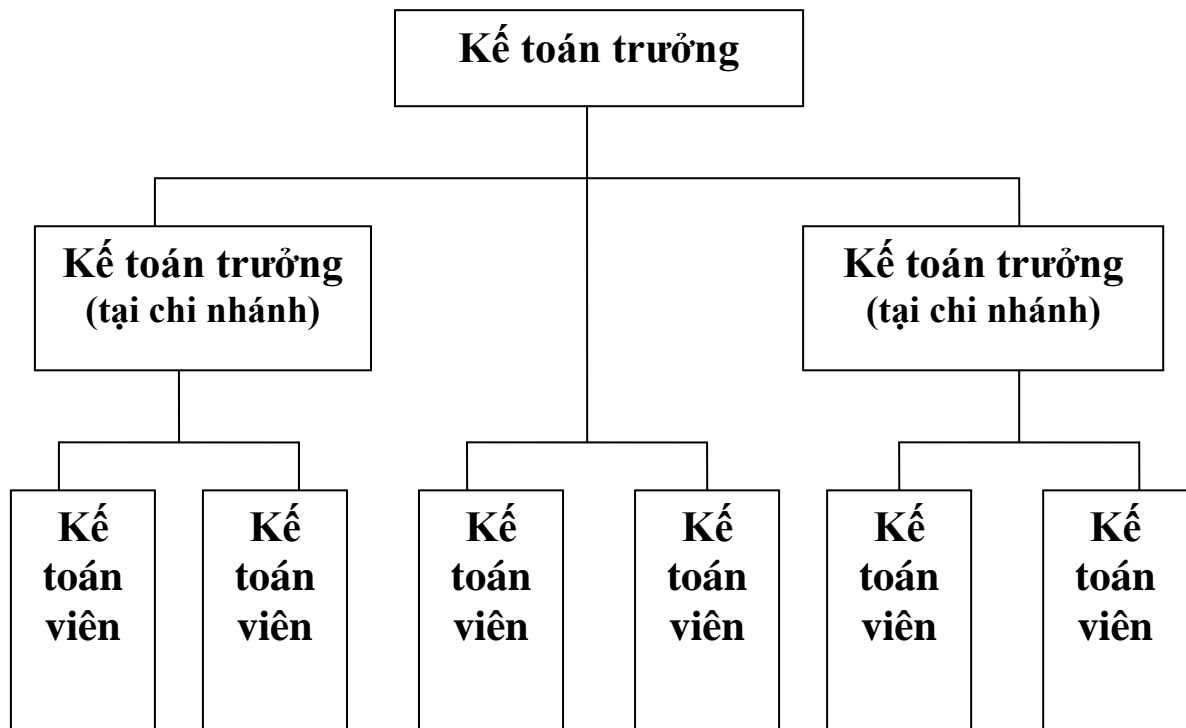 Kế toán trưởng
Kế toán trưởng
(tại chi nhánh)
Kế toán trưởng
(tại chi nhánh)
Kế
toán
viên
Kế
toán
viên
Kế
toán
viên
Kế
toán
viên
Kế
toán
viên
Kế
toán
viên